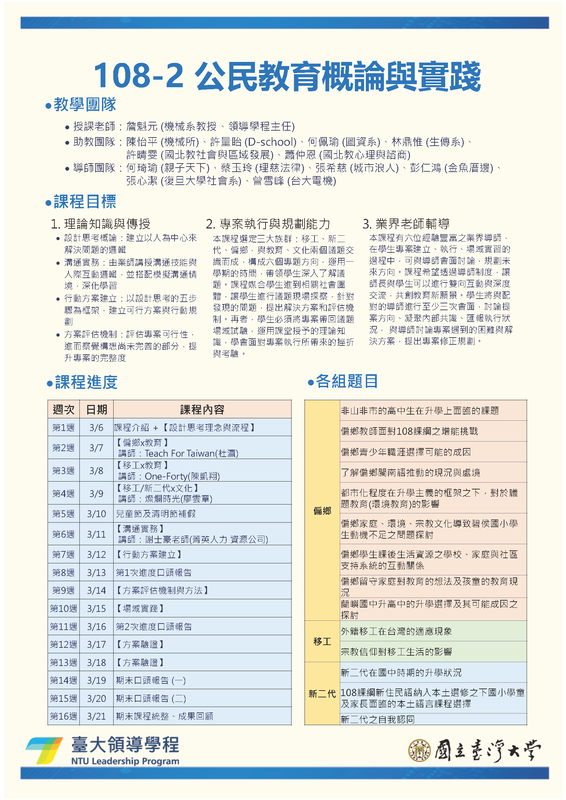 108-2 公民教育概論與實踐
•教學團隊
• 授課老師：詹魁元 (機械系教授、領導學程主任)
• 助教團隊：陳怡平 (機械所)、許量貽 (D-school)、何佩瑜 (圖資系)、林鼎惟 (生傳系)、
許晴雯 (國北教社會與區域發展)、蕭仲恩 (國北教心理與諮商)
• 導師團隊：何琦瑜 (親子天下)、蔡玉玲 (理慈法律)、張希慈 (城市浪人)、彭仁鴻 (金魚厝邊)、
張心潔 (復旦大學社會系)、曾雪峰 (台大電機)
•課程目標
1. 理論知識與傳授
• 設計思考概論：建立以人為中心來
解決問題的邏輯
• 溝通實務：由業師講授溝通技能與
人際互動邏輯，並搭配模擬溝通情
境，深化學習
• 行動方案建立：以設計思考的五步
驟為框架，建立可行方案與行動規
劃
• 方案評估機制：評估專案可行性，
進而察覺構想尚未完善的部分，提
升專案的完整度
2. 專案執行與規劃能力
本課程選定三大族群：移工、新二
代、偏鄉，與教育、文化兩個議題交
織而成，構成六個專題方向，運用一
學期的時間，帶領學生深入了解議
題。課程媒合學生進到相關社會團
體，讓學生進行議題現場探察，針對
發現的問題，提出解決方案和評估機
制。再者，學生必須將專案帶回議題
場域試驗，運用課堂授予的理論知
識，學會面對專案執行所帶來的挫折
與考驗。
3. 業界老師輔導
本課程有六位經驗豐富之業界導師，
在學生專案建立、執行、場域實習的
過程中，可與導師會面討論，規劃未
來方向。課程希望透過導師制度，讓
師長與學生可以進行雙向互動與深度
交流，共創教育新願景。學生將與配
對的導師進行至少三次會面，討論提
案方向、凝聚內部共識、匯報執行狀
況，與導師討論專案遇到的困難與解
決方案，提出專案修正規劃。
•課程進度
週次 日期 課程內容
第1週 3/6 課程介紹 +【設計思考理念與流程】
第2週 3/7 【偏鄉x教育】
講師：Teach For Taiwan(杜瀛)
第3週 3/8 【移工x教育】
講師：One-Forty(陳凱翔)
第4週 3/9 【移工/新二代x文化】
講師：燦爛時光(廖雲章)
第5週 3/10 兒童節及清明節補假
第6週 3/11 【溝通實務】
講師：謝士豪老師(菁英人力 資源公司)
第7週 3/12 【行動方案建立】
第8週 3/13 第1次進度口頭報告
第9週 3/14 【方案評估機制與方法】
第10週 3/15 【場域實踐】
第11週 3/16 第2次進度口頭報告
第12週 3/17 【方案驗證】
第13週 3/18 【方案驗證】
第14週 3/19 期末口頭報告 (一)
第15週 3/20 期末口頭報告 (二)
第16週 3/21 期末課程統整、成果回顧
•各組題目
偏鄉
非山非市的高中生在升學上面臨的課題
偏鄉教師面對108課綱之增能挑戰
偏鄉青少年職涯選擇可能的成因
了解偏鄉閩南語推動的現況與處境
都市化程度在升學主義的框架之下，對於議
題教育(環境教育)的影響
偏鄉家庭、環境、宗教文化導致碧侯國小學
生動機不足之問題探討
偏鄉學生課後生活資源之學校、家庭與社區
支持系統的互動關係
偏鄉留守家庭對教育的想法及孩童的教育現
況
蘭嶼國中升高中的升學選擇及其可能成因之
探討
移工
外籍移工在台灣的適應現象
宗教信仰對移工生活的影響
新二代
新二代在國中時期的升學狀況
108課綱新住民語納入本土選修之下國小學童
及家長面臨的本土語言課程選擇
新二代之自我認同
臺大領導學程
NTU Leadership Program
國立臺灣大學